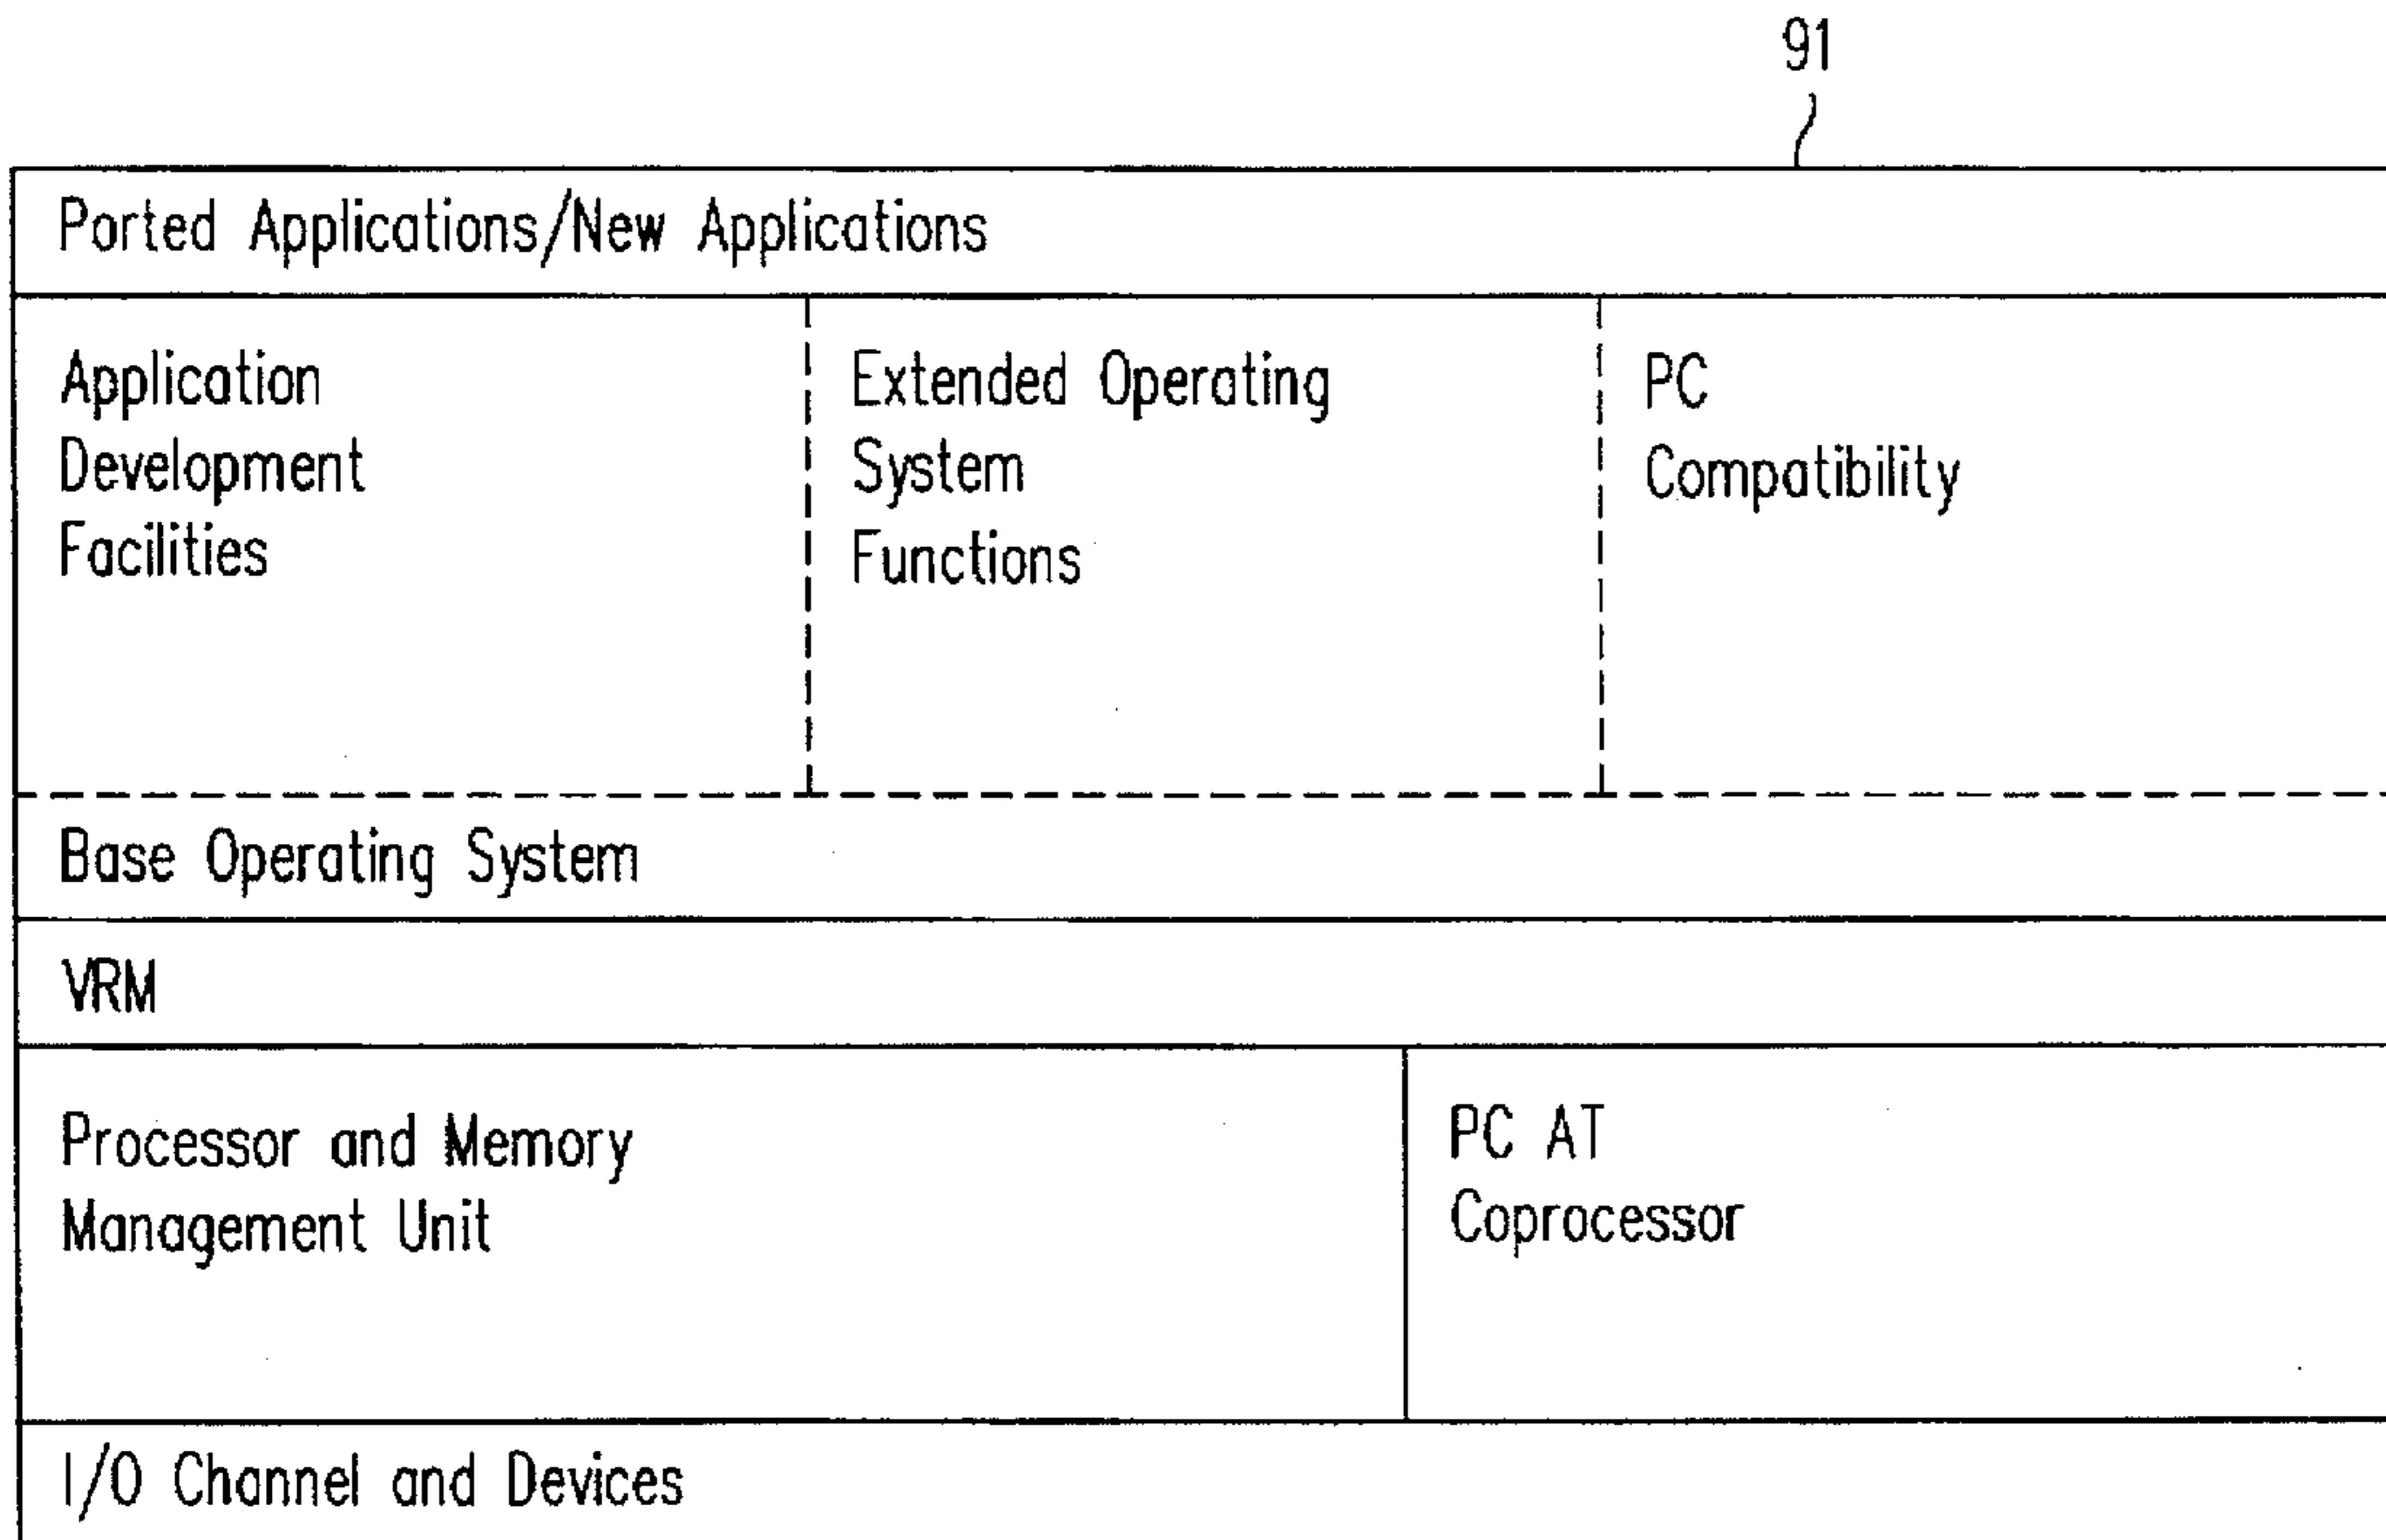 91
Ported Applications/New Applications
Application
Development
Facilities
Extended Operating
System
Functions
PC
Compatibility
Base Operating System
VRM
Processor and Memory
Management Unit
PC AT
Coprocessor
I/O Channel and Devices